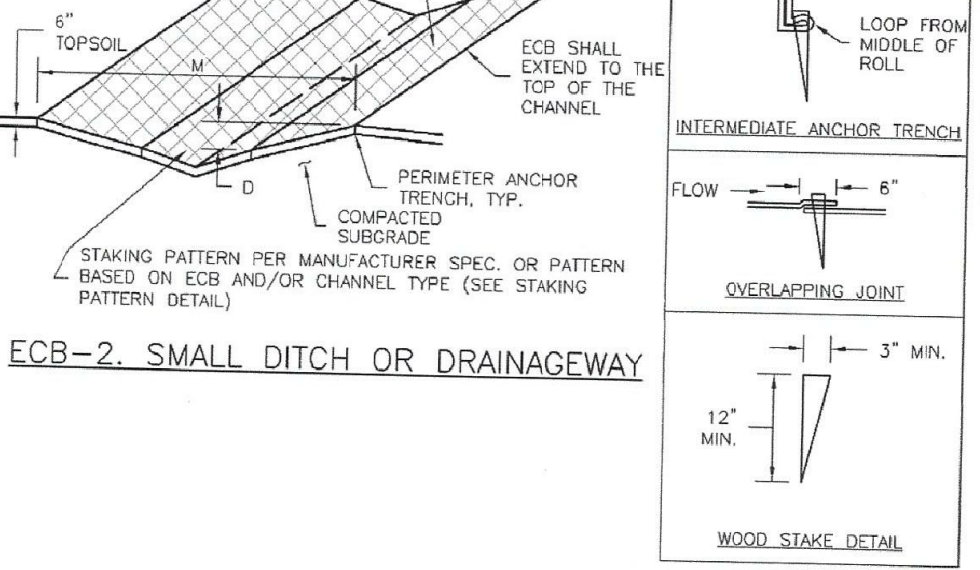 6"
TOPSOIL
M
D
ECB SHALL
EXTEND TO THE
TOP OF THE
CHANNEL
PERIMETER ANCHOR
TRENCH, TYP.
COMPACTED
SUBGRADE
STAKING PATTERN PER MANUFACTURER SPEC. OR PATTERN
BASED ON ECB AND/OR CHANNEL TYPE (SEE STAKING
PATTERN DETAIL)
ECB-2. SMALL DITCH OR DRAINAGEWAY
LOOP FROM
MIDDLE OF
ROLL
INTERMEDIATE ANCHOR TRENCH
FLOW
6"
OVERLAPPING JOINT
3" MIN.
12"
MIN.
WOOD STAKE DETAIL